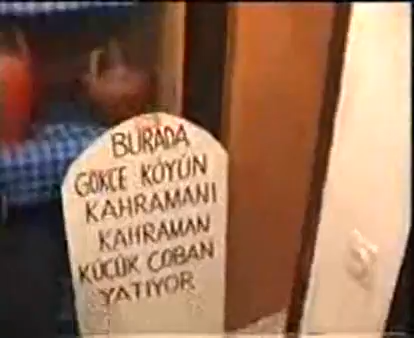 BURADA
GÖKCE KÖYÜN
KAHRAMANI
KAHRAMAN
KÜÇÜK ÇOBAN
YATIYOR